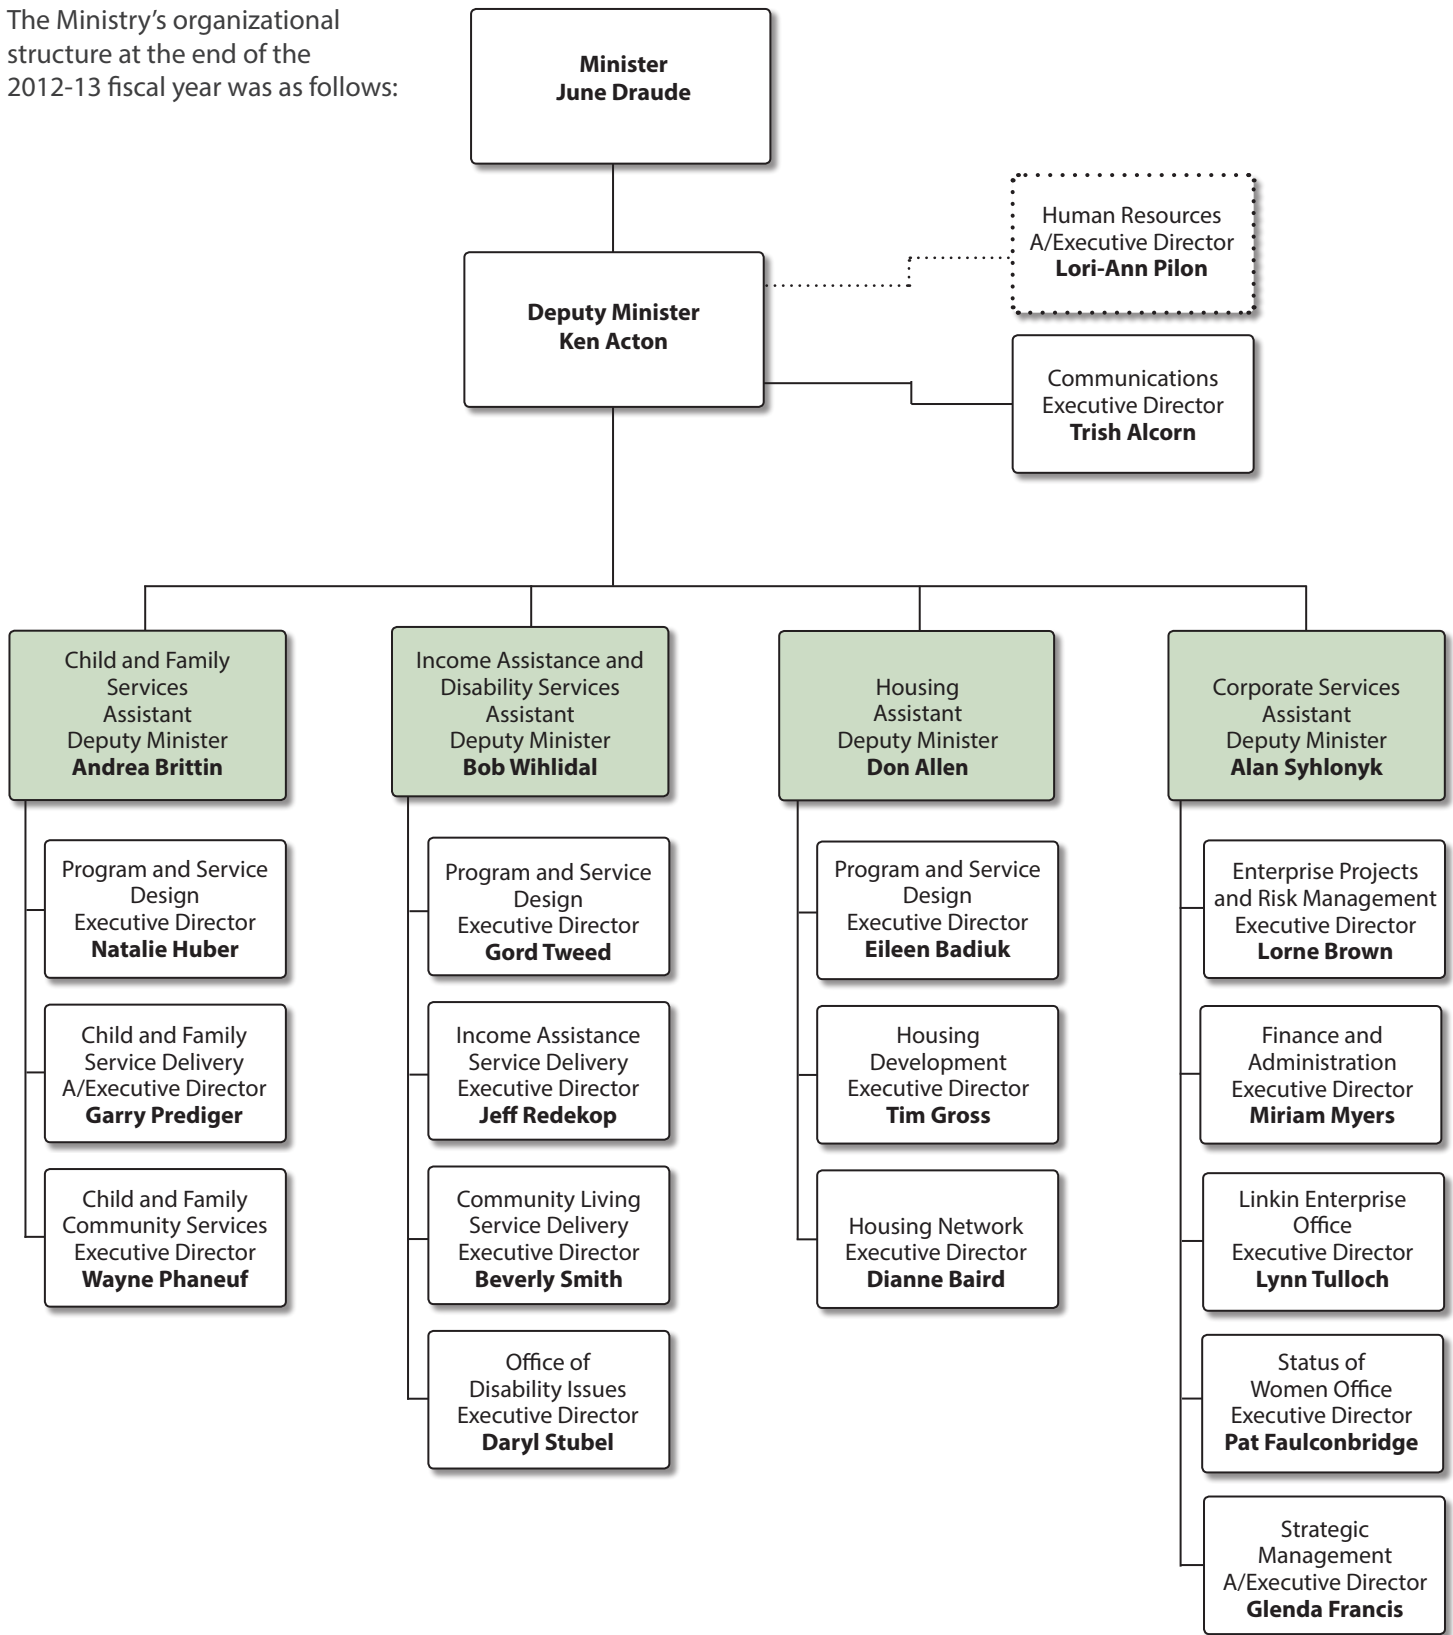 The Ministry’s organizational
structure at the end of the
2012-13 fiscal year was as follows:
Minister
June Draude
Human Resources
A/Executive Director
Lori-Ann Pilon
Deputy Minister
Ken Acton
Communications
Executive Director
Trish Alcorn
Child and Family
Services
Assistant
Deputy Minister
Andrea Brittin
Program and Service
Design
Executive Director
Natalie Huber
Child and Family
Service Delivery
A/Executive Director
Garry Prediger
Child and Family
Community Services
Executive Director
Wayne Phaneuf
Income Assistance and
Disability Services
Assistant
Deputy Minister
Bob Wihlidal
Program and Service
Design
Executive Director
Gord Tweed
Income Assistance
Service Delivery
Executive Director
Jeff Redekop
Community Living
Service Delivery
Executive Director
Beverly Smith
Office of
Disability Issues
Executive Director
Daryl Stubel
Housing
Assistant
Deputy Minister
Don Allen
Program and Service
Design
Executive Director
Eileen Badiuk
Housing
Development
Executive Director
Tim Gross
Housing Network
Executive Director
Dianne Baird
Corporate Services
Assistant
Deputy Minister
Alan Syhlonyk
Enterprise Projects
and Risk Management
Executive Director
Lorne Brown
Finance and
Administration
Executive Director
Miriam Myers
Linkin Enterprise
Office
Executive Director
Lynn Tulloch
Status of
Women Office
Executive Director
Pat Faulconbridge
Strategic
Management
A/Executive Director
Glenda Francis